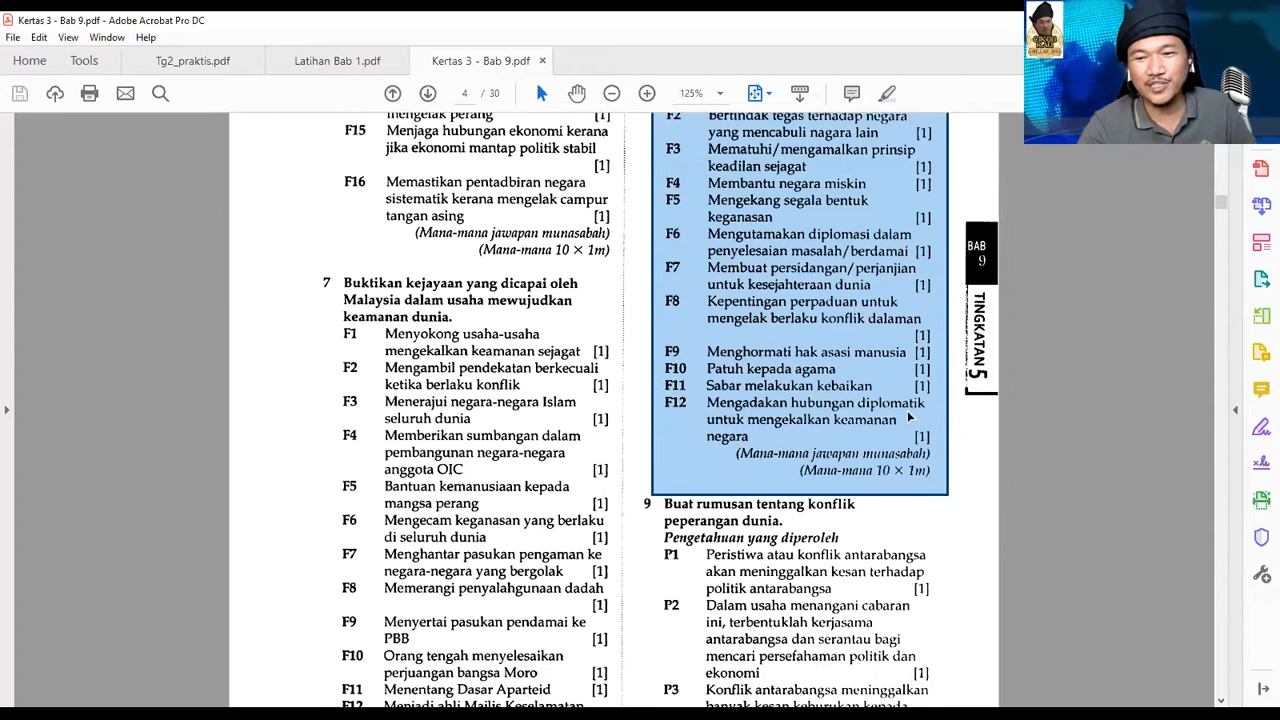 Kertas 3 - Bab 9.pdf - Adobe Acrobat Pro DC
File Edit View Window Help
Home Tools Tg2_praktis.pdf Latihan Bab 1.pdf Kertas 3 - Bab 9.pdf ×
4 / 30 125%
mengelak perang [1]
F15 Menjaga hubungan ekonomi kerana
jika ekonomi mantap politik stabil
[1]
F16 Memastikan pentadbiran negara
sistematik kerana mengelak campur
tangan asing [1]
(Mana-mana jawapan munasabah)
(Mana-mana 10 × 1m)
7 Buktikan kejayaan yang dicapai oleh
Malaysia dalam usaha mewujudkan
keamanan dunia.
F1 Menyokong usaha-usaha
mengekalkan keamanan sejagat [1]
F2 Mengambil pendekatan berkecuali
ketika berlaku konflik [1]
F3 Menerajui negara-negara Islam
seluruh dunia [1]
F4 Memberikan sumbangan dalam
pembangunan negara-negara
anggota OIC [1]
F5 Bantuan kemanusiaan kepada
mangsa perang [1]
F6 Mengecam keganasan yang berlaku
di seluruh dunia [1]
F7 Menghantar pasukan pengaman ke
negara-negara yang bergolak [1]
F8 Memerangi penyalahgunaan dadah
[1]
F9 Menyertai pasukan pendamai ke
PBB [1]
F10 Orang tengah menyelesaikan
perjuangan bangsa Moro [1]
F11 Menentang Dasar Aparteid [1]
F12 Menjadi ahli Majlis Keselamatan
F2 bertindak tegas terhadap negara
yang mencabuli nagara lain [1]
F3 Mematuhi/mengamalkan prinsip
keadilan sejagat [1]
F4 Membantu negara miskin [1]
F5 Mengekang segala bentuk
keganasan [1]
F6 Mengutamakan diplomasi dalam
penyelesaian masalah/berdamai [1]
F7 Membuat persidangan/perjanjian
untuk kesejahteraan dunia [1]
F8 Kepentingan perpaduan untuk
mengelak berlaku konflik dalaman
[1]
F9 Menghormati hak asasi manusia [1]
F10 Patuh kepada agama [1]
F11 Sabar melakukan kebaikan [1]
F12 Mengadakan hubungan diplomatik
untuk mengekalkan keamanan
negara [1]
(Mana-mana jawapan munasabah)
(Mana-mana 10 × 1m)
9 Buat rumusan tentang konflik
peperangan dunia.
Pengetahuan yang diperoleh
P1 Peristiwa atau konflik antarabangsa
akan meninggalkan kesan terhadap
politik antarabangsa [1]
P2 Dalam usaha menangani cabaran
ini, terbentuklah kerjasama
antarabangsa dan serantau bagi
mencari persefahaman politik dan
ekonomi [1]
P3 Konflik antarabangsa meninggalkan
banyak kesan keburukan kepada
BAB
9
TINGKATAN 5